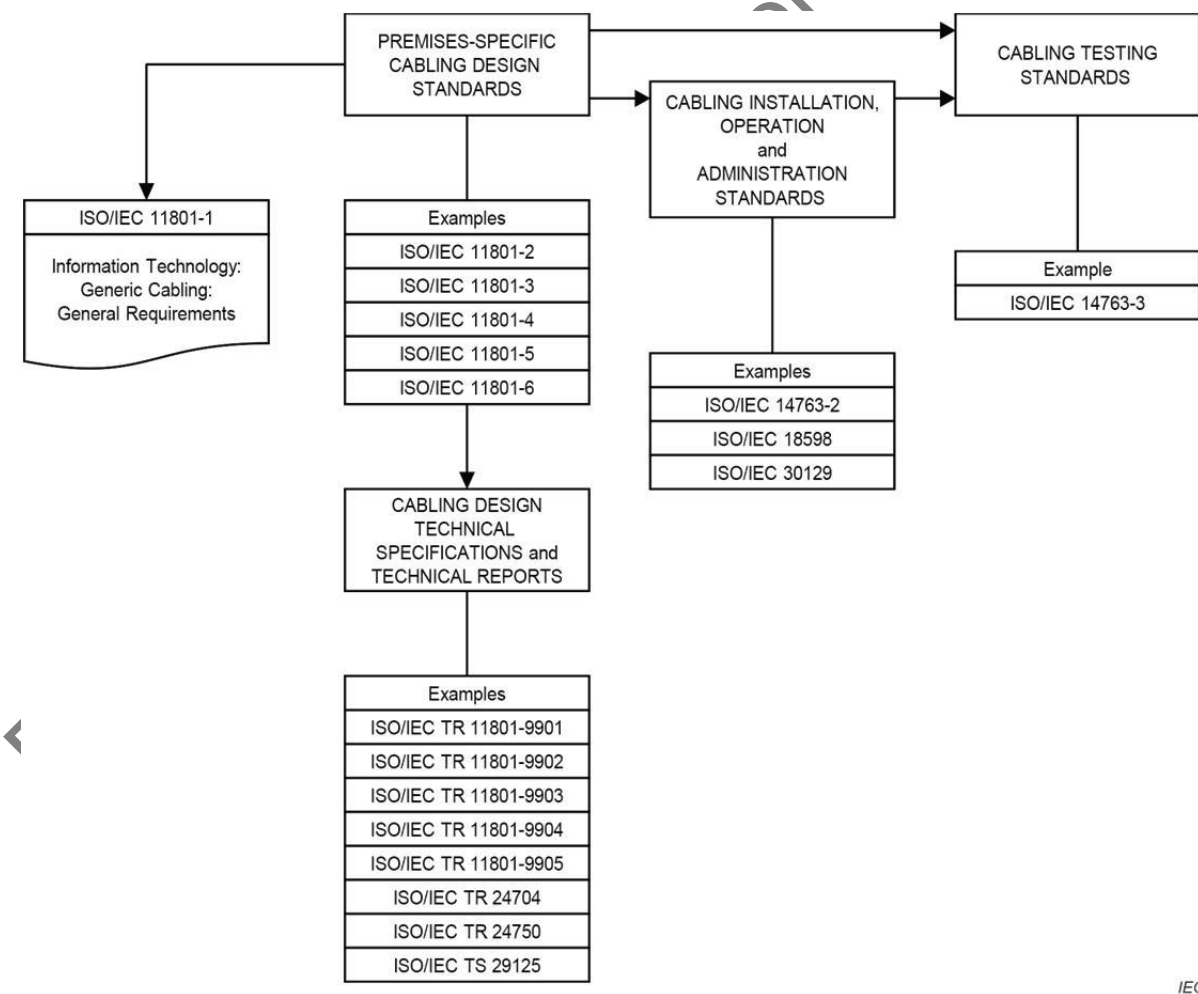 PREMISES-SPECIFIC
CABLING DESIGN
STANDARDS
CABLING TESTING
STANDARDS
CABLING INSTALLATION,
OPERATION
and
ADMINISTRATION
STANDARDS
ISO/IEC 11801-1
Information Technology:
Generic Cabling:
General Requirements
Examples
ISO/IEC 11801-2
ISO/IEC 11801-3
ISO/IEC 11801-4
ISO/IEC 11801-5
ISO/IEC 11801-6
Example
ISO/IEC 14763-3
Examples
ISO/IEC 14763-2
ISO/IEC 18598
ISO/IEC 30129
CABLING DESIGN
TECHNICAL
SPECIFICATIONS and
TECHNICAL REPORTS
Examples
ISO/IEC TR 11801-9901
ISO/IEC TR 11801-9902
ISO/IEC TR 11801-9903
ISO/IEC TR 11801-9904
ISO/IEC TR 11801-9905
ISO/IEC TR 24704
ISO/IEC TR 24750
ISO/IEC TS 29125
IEC